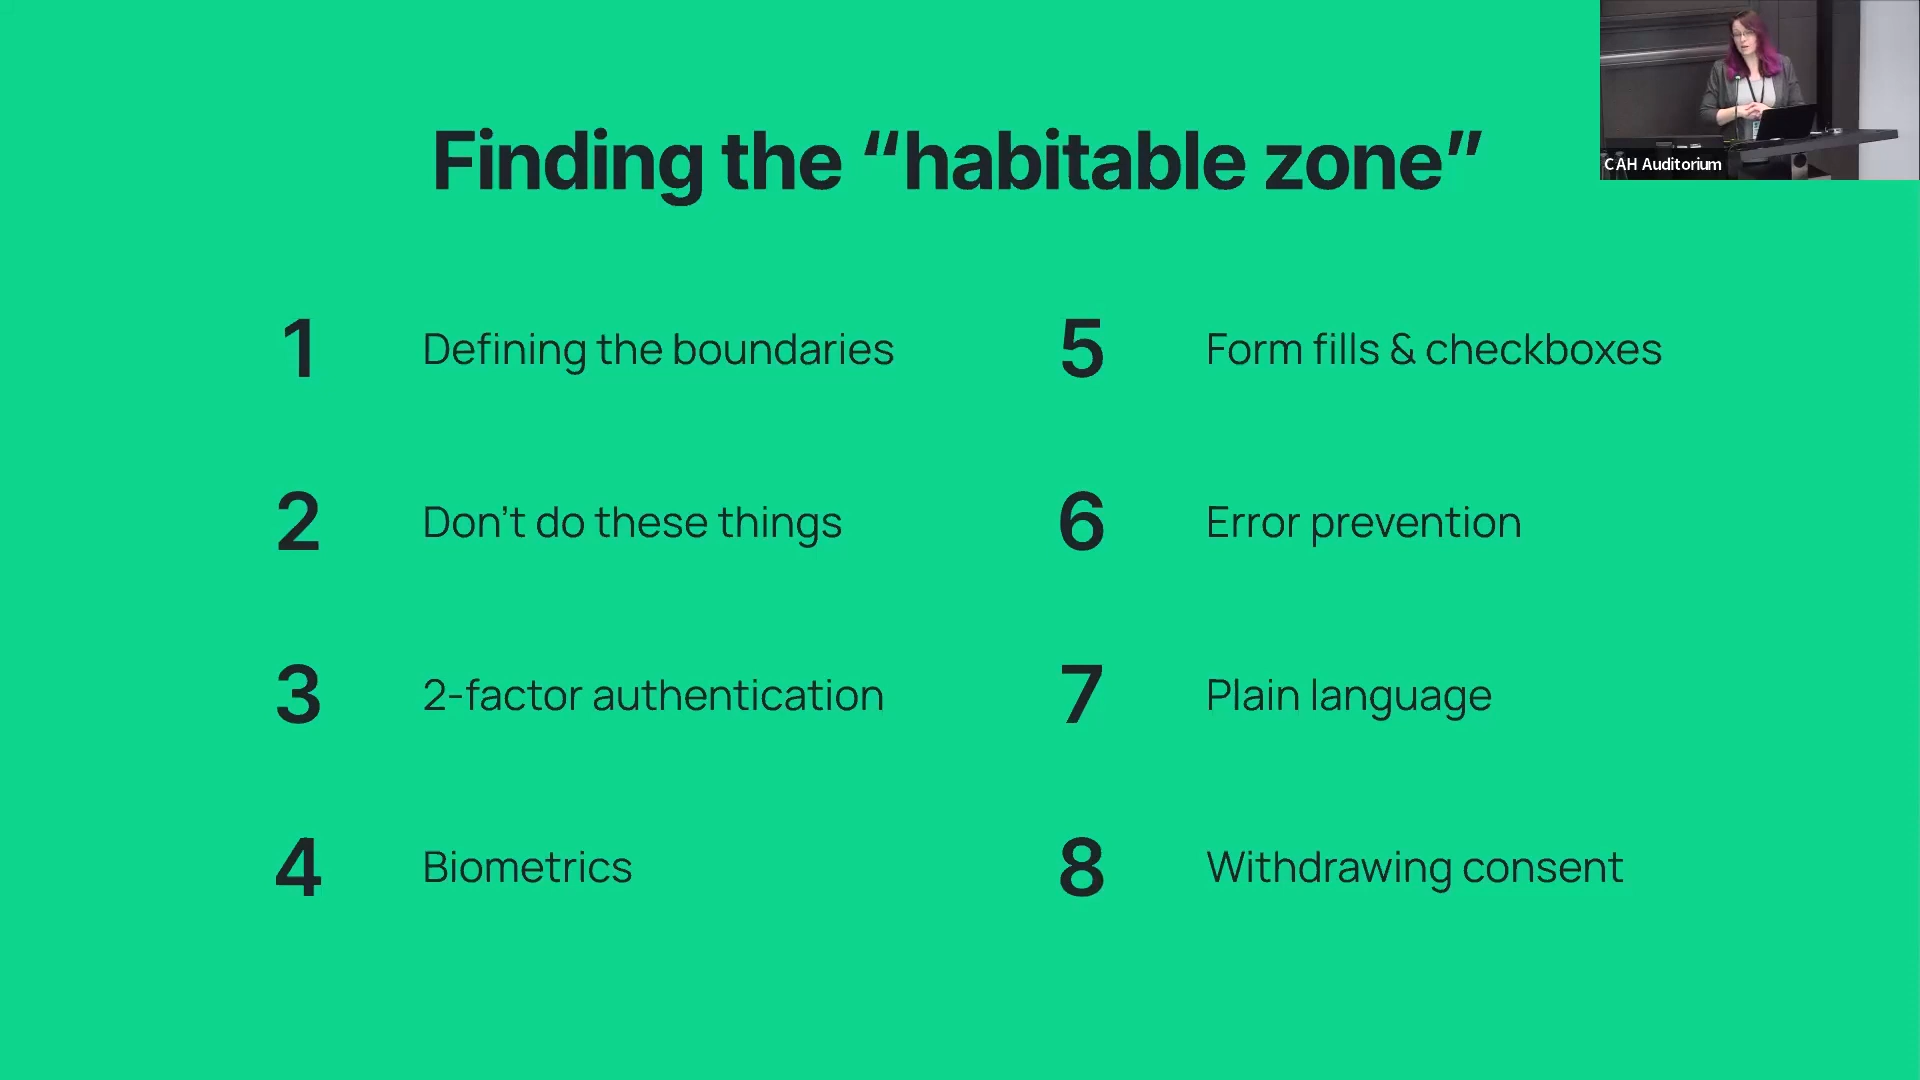 Finding the “habitable zone”
1 Defining the boundaries
2 Don’t do these things
3 2-factor authentication
4 Biometrics
5 Form fills & checkboxes
6 Error prevention
7 Plain language
8 Withdrawing consent
CAH Auditorium